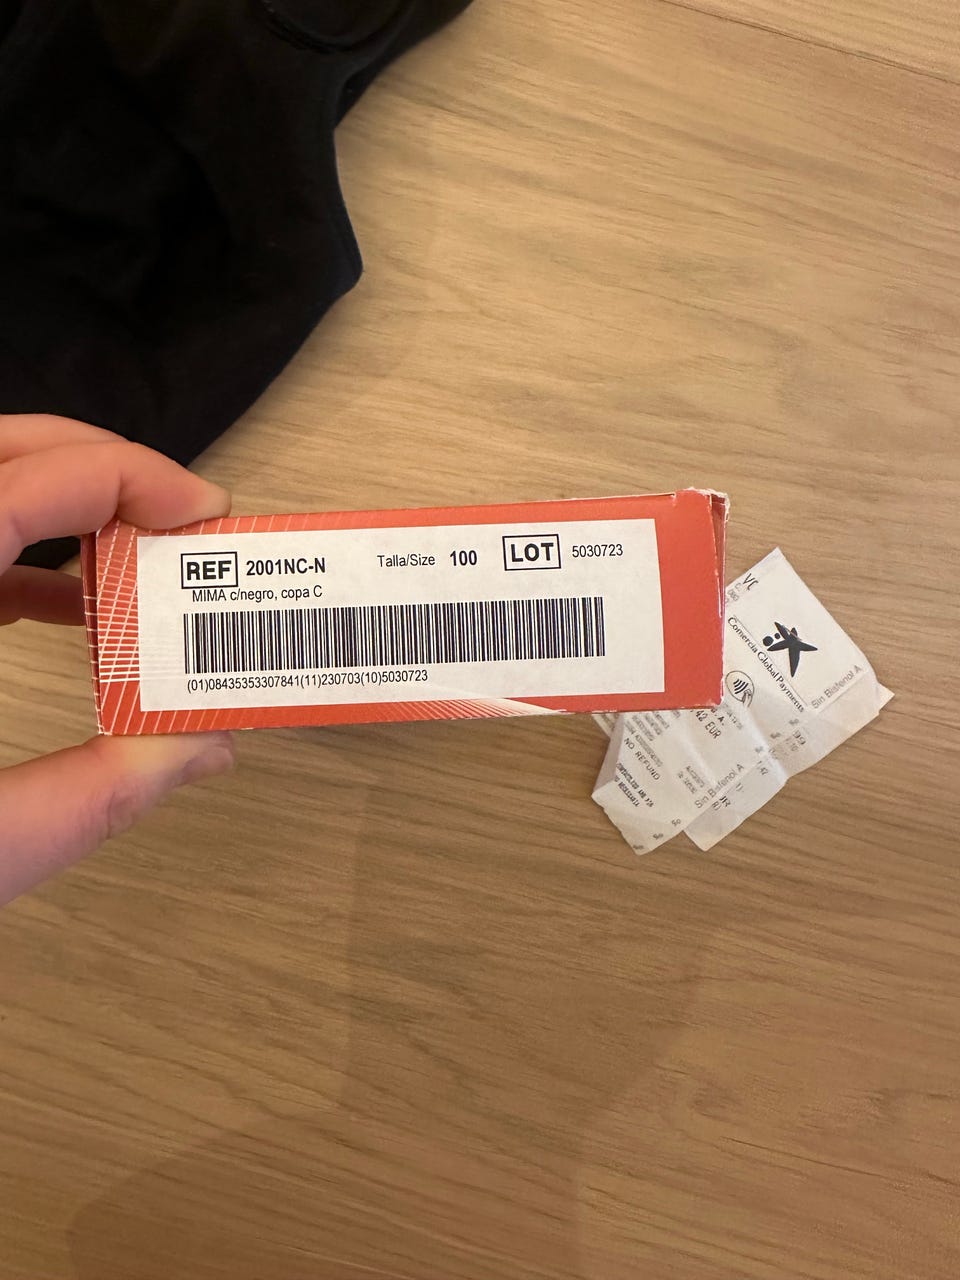 REF 2001NC-N Talla/Size 100 LOT 5030723
MIMA c/negro, copa C
(01)08435353307841(11)230703(10)5030723
Comercia Global Payments
Sin Bisfenol A
42 EUR
NO REFUND
Sin Bisfenol A